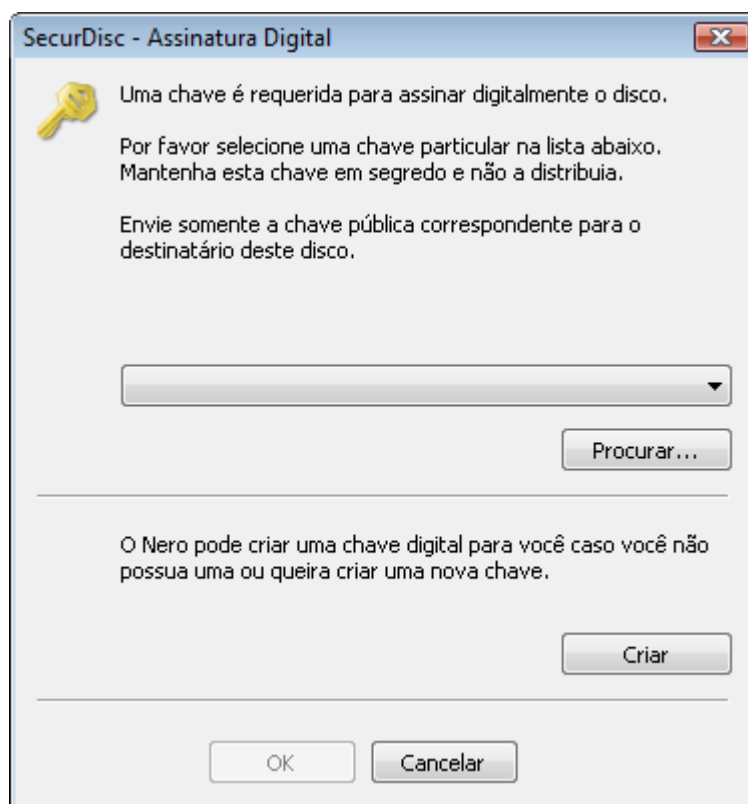 SecurDisc - Assinatura Digital
Uma chave é requerida para assinar digitalmente o disco.
Por favor selecione uma chave particular na lista abaixo.
Mantenha esta chave em segredo e não a distribuia.
Envie somente a chave pública correspondente para o
destinatário deste disco.
Procurar...
O Nero pode criar uma chave digital para você caso você não
possua uma ou queira criar uma nova chave.
Criar
OK
Cancelar